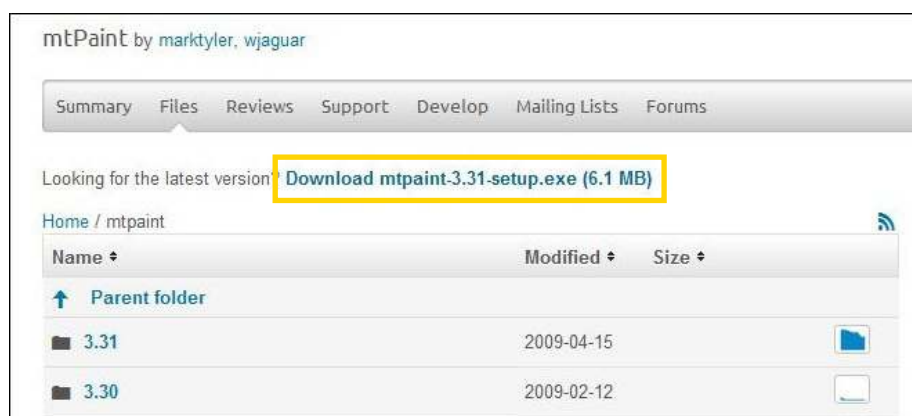 mtPaint by marktyler, wjaguar
Summary Files Reviews Support Develop Mailing Lists Forums
Looking for the latest version? Download mtpaint-3.31-setup.exe (6.1 MB)
Home / mtpaint
Name Modified Size
Parent folder
3.31 2009-04-15
3.30 2009-02-12